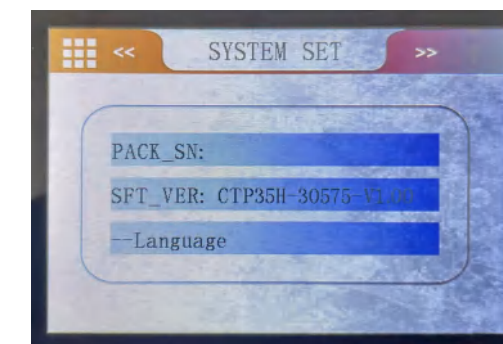 << SYSTEM SET >>
PACK_SN:
SFT_VER: CTP35H-30575-
--Language